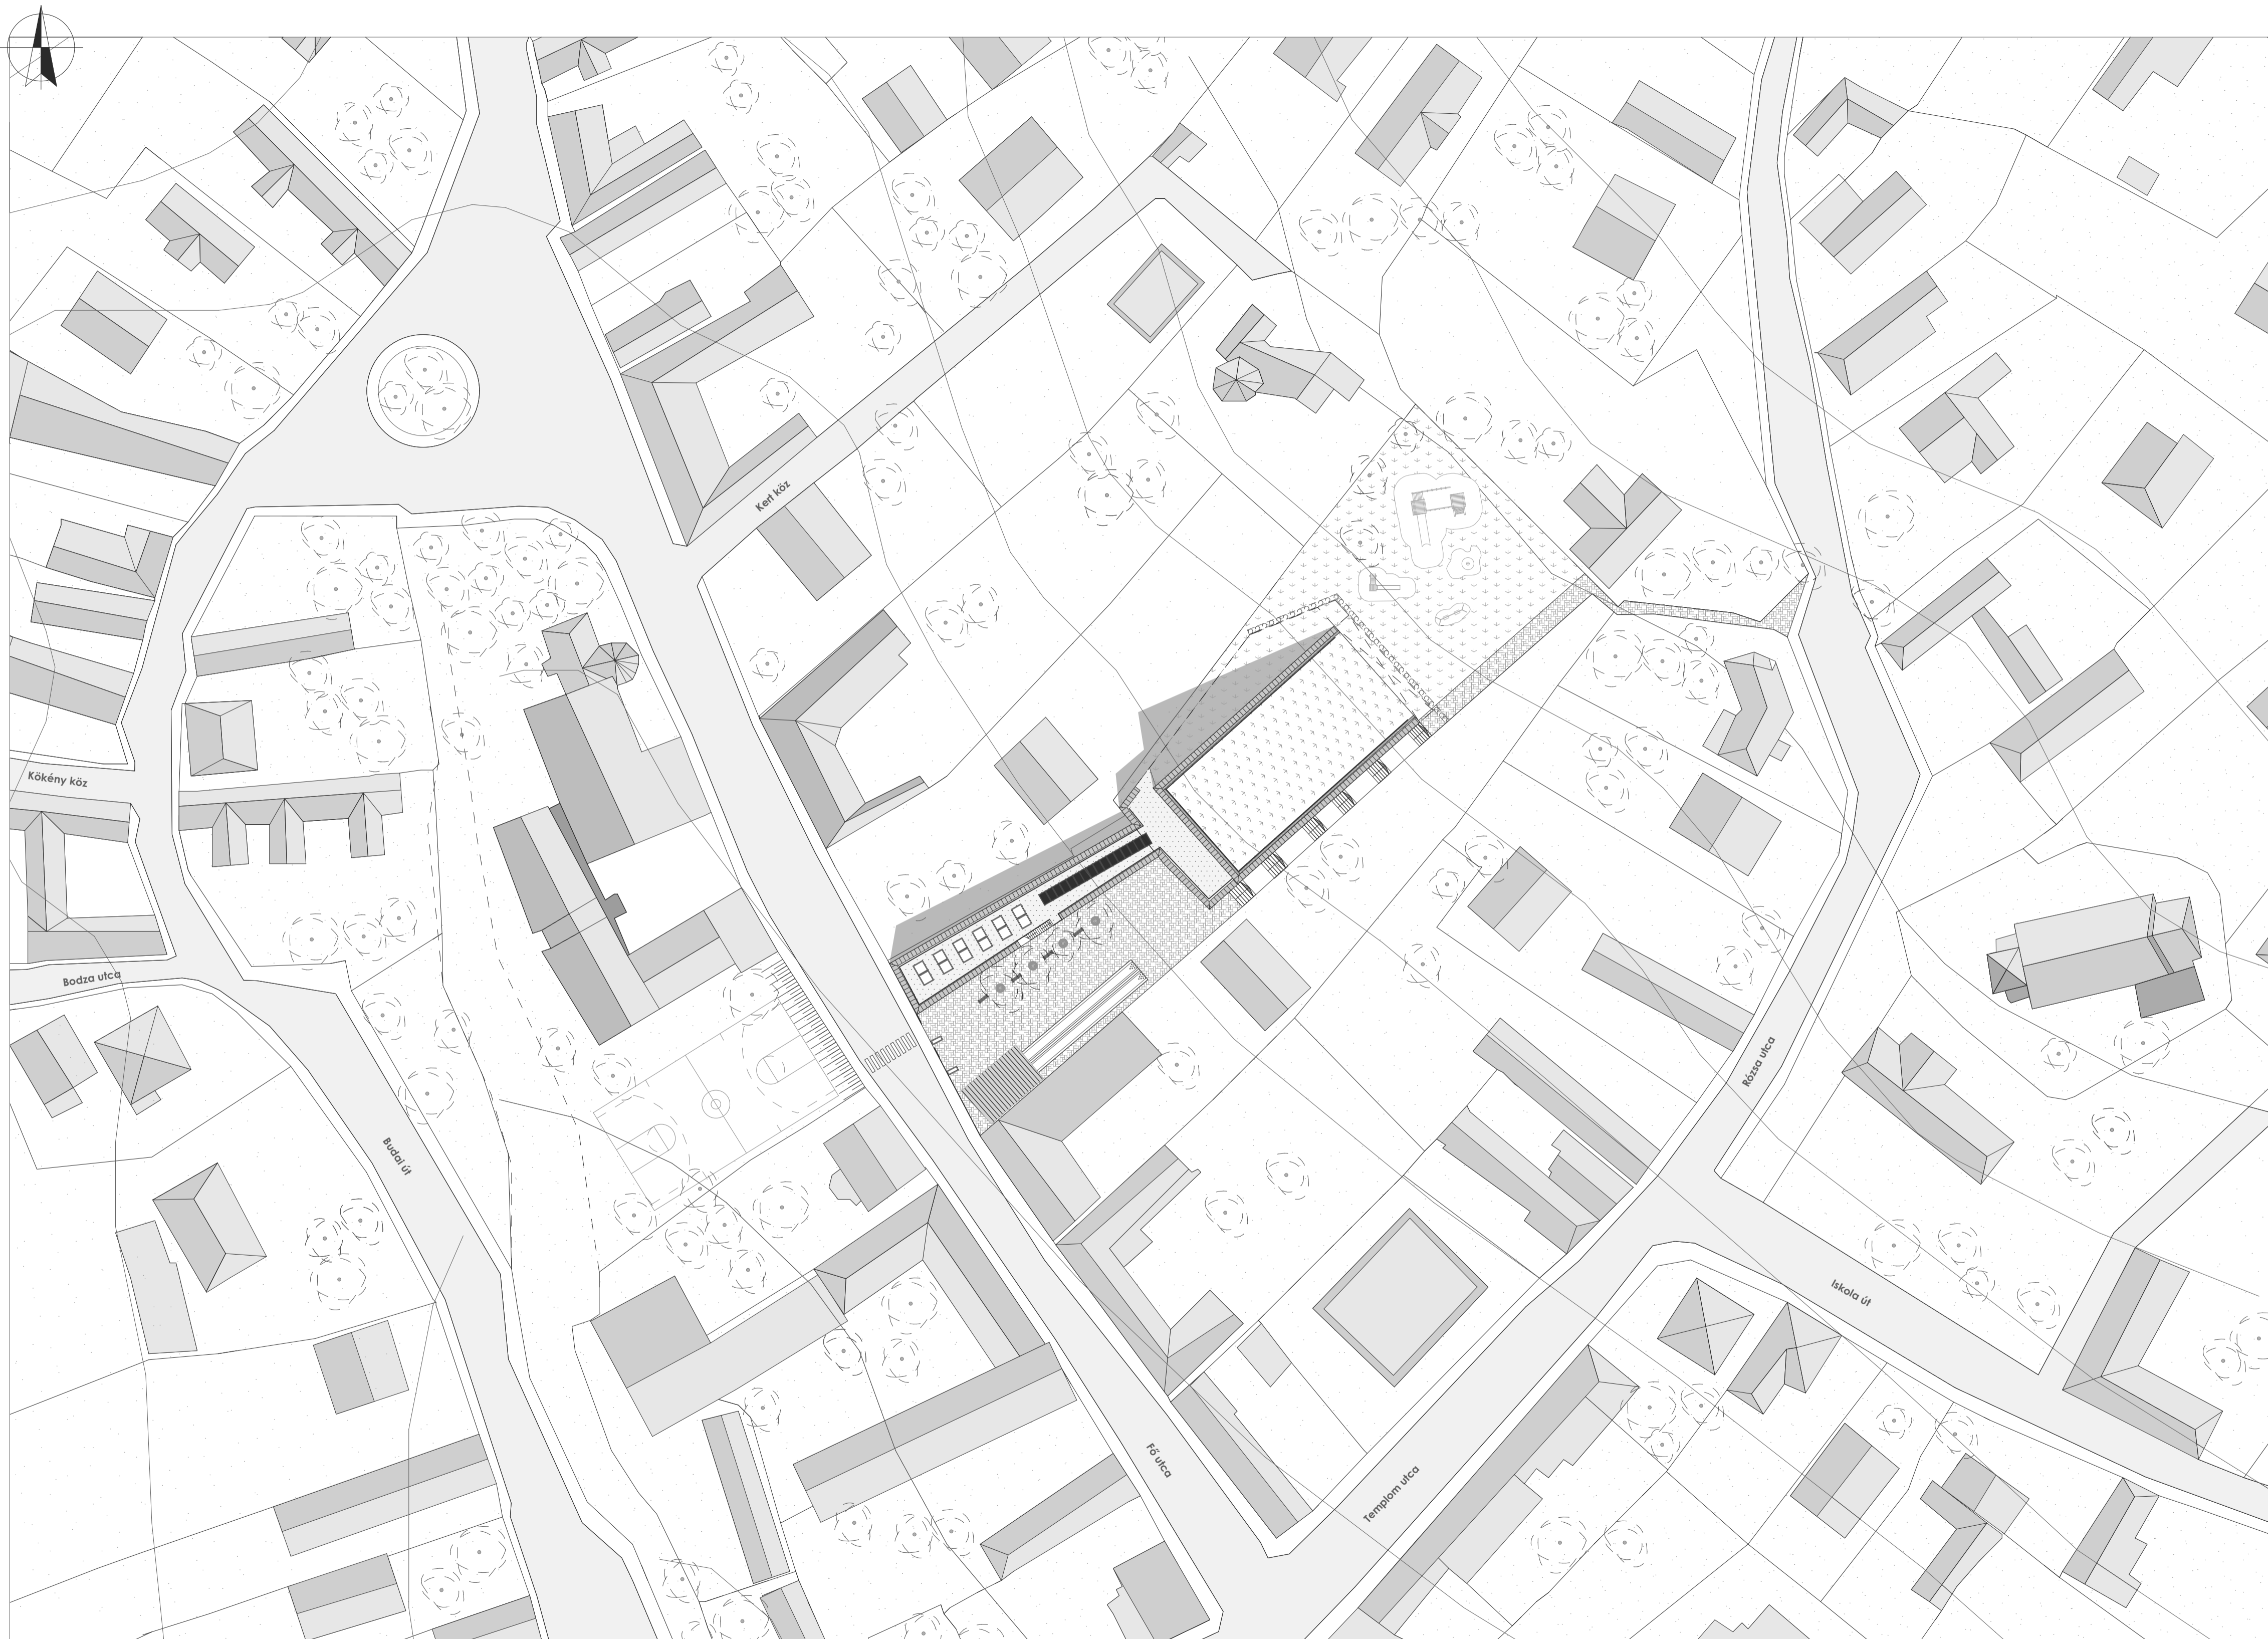 Kert köz
Kökény köz
Bodza utca
Budai út
Rózsa utca
Iskola út
Fő utca
Templom utca